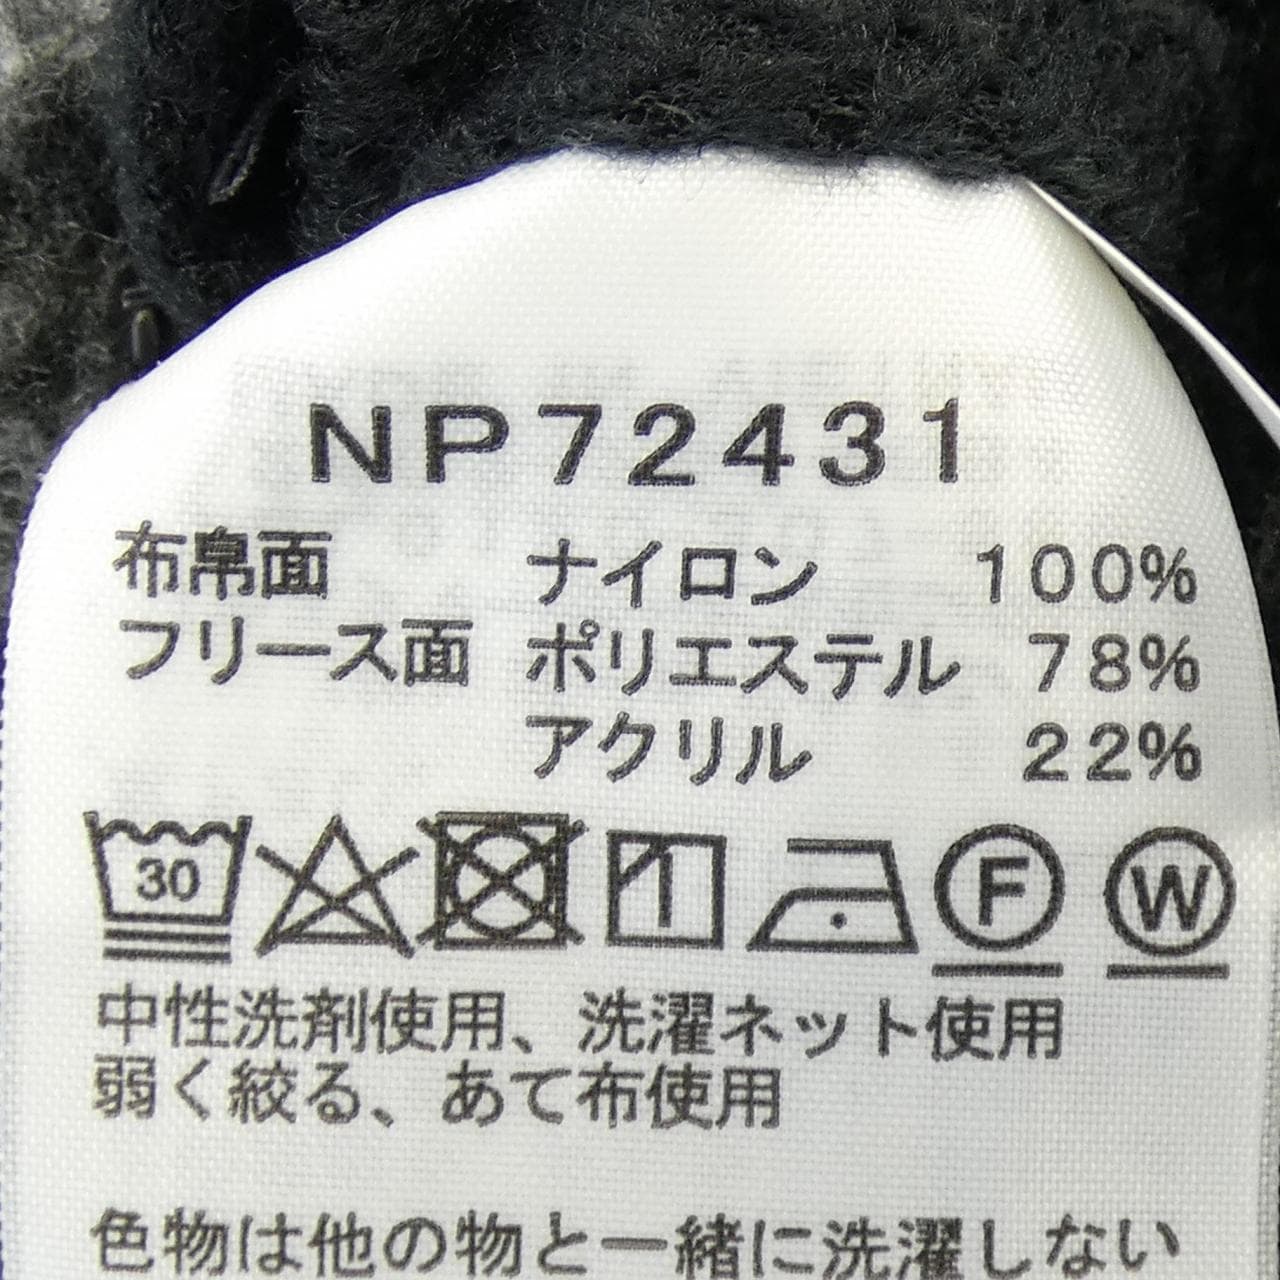 NP72431
布帛面 ナイロン 100%
フリース面 ポリエステル 78%
アクリル 22%
30 F W
中性洗剤使用、洗濯ネット使用
弱く絞る、あて布使用
色物は他の物と一緒に洗濯しない